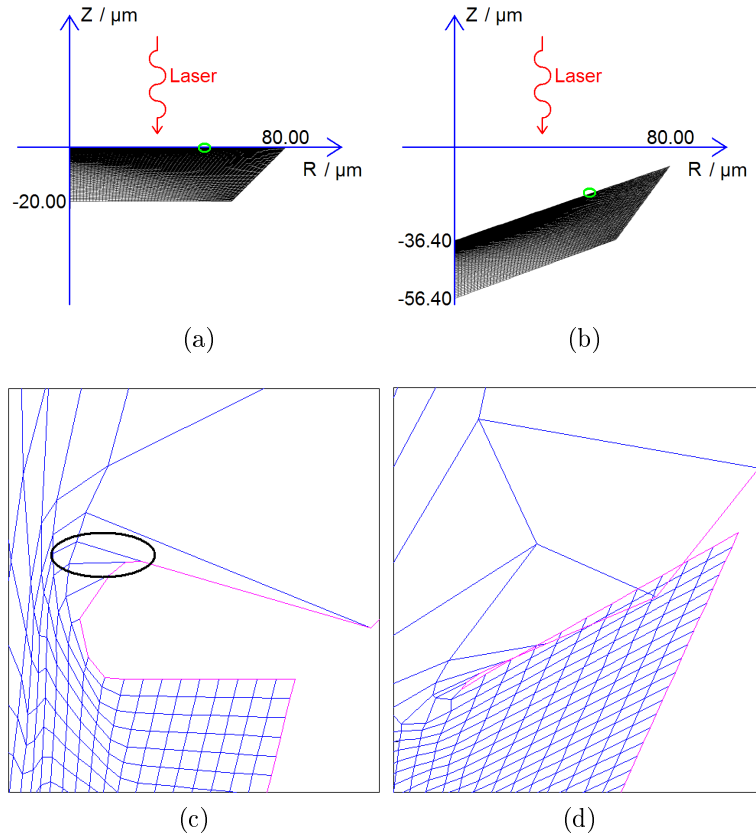 Z / µm
Laser
80.00
R / µm
-20.00
(a)
Z / µm
Laser
80.00
R / µm
-36.40
-56.40
(b)
(c)
(d)